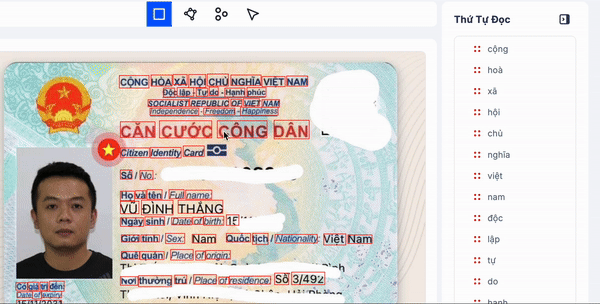 Thứ Tự Đọc
cộng
hoà
xã
hội
chủ
nghĩa
việt
nam
độc
lập
tự
do
hạnh
CỘNG HÒA XÃ HỘI CHỦ NGHĨA VIỆT NAM
Độc lập - Tự do - Hạnh phúc
SOCIALIST REPUBLIC OF VIET NAM
Independence - Freedom - Happiness
CĂN CƯỚC CÔNG DÂN
Citizen Identity Card
Số / No.:
Họ và tên / Full name:
VŨ ĐÌNH THẮNG
Ngày sinh / Date of birth:
Giới tính / Sex: Nam Quốc tịch / Nationality: Việt Nam
Quê quán / Place of origin:
Nơi thường trú / Place of residence: Số 3/492
Có giá trị đến:
Date of expiry